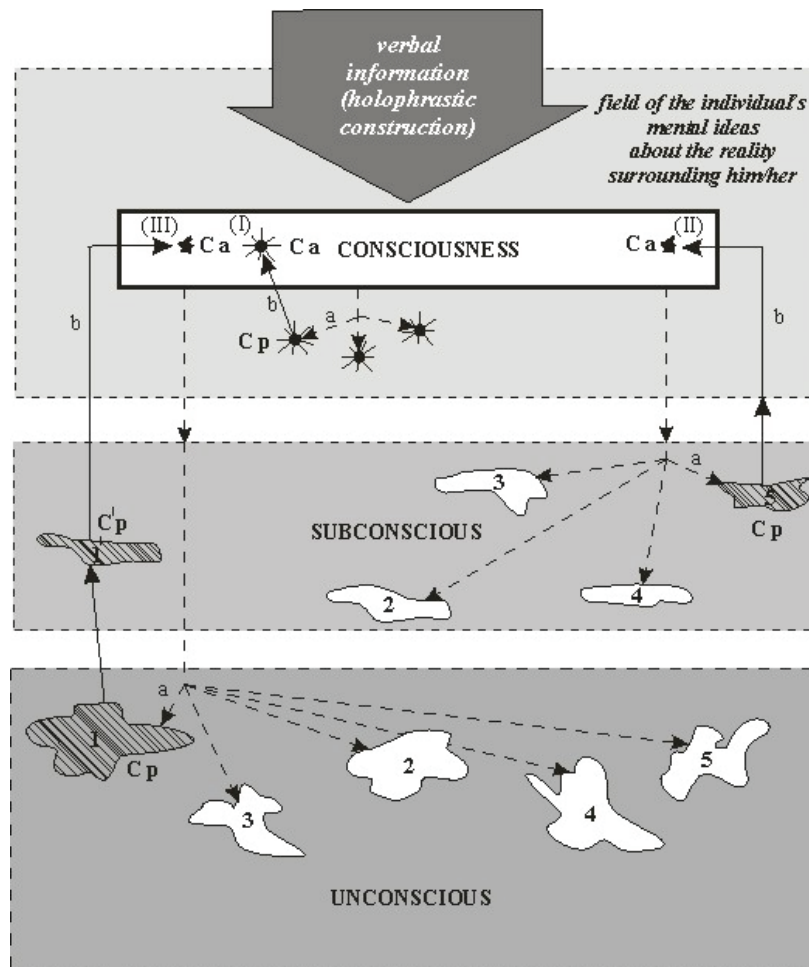 verbal
information
(holophrastic
construction)
field of the individual's
mental ideas
about the reality
surrounding him/her
(III) Ca (I) Ca CONSCIOUSNESS Ca (II)
b b a b
Cp
a
3 5
C'p Cp
1 SUBCONSCIOUS
2 4
a
1 5
2
Cp
3 4
UNCONSCIOUS